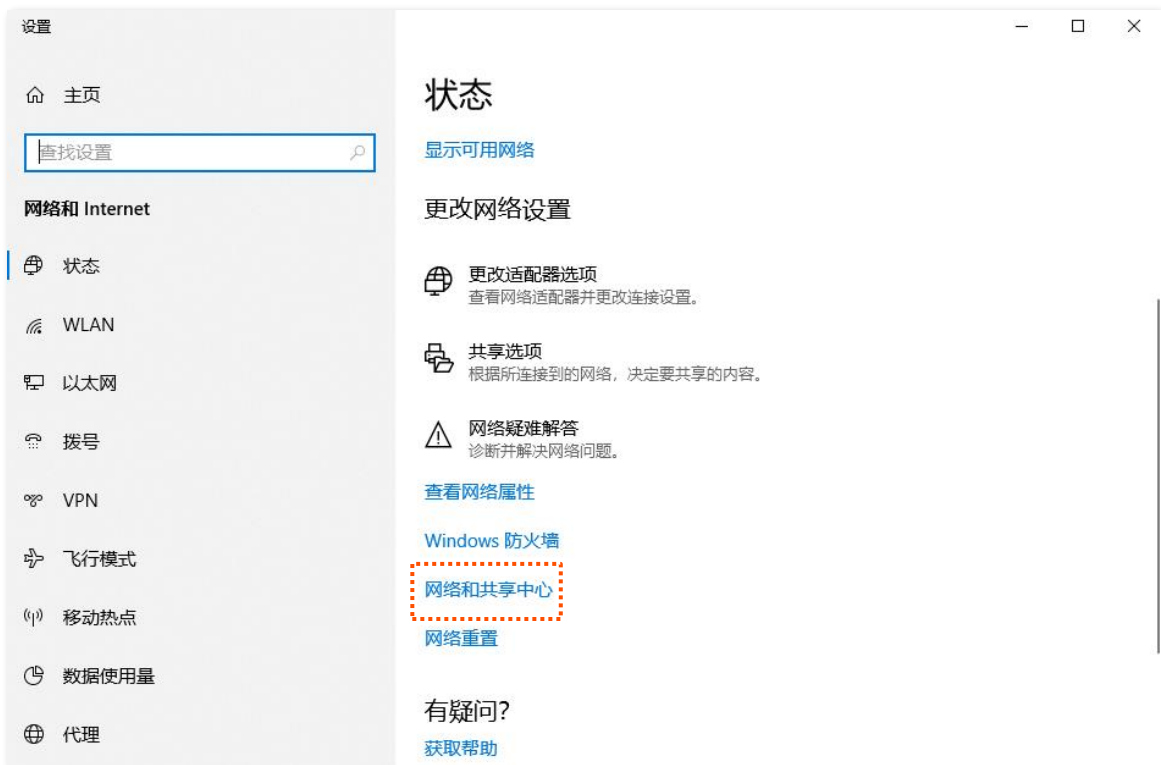 设置
主页
查找设置
网络和 Internet
状态
WLAN
以太网
拨号
VPN
飞行模式
移动热点
数据使用量
代理
状态
显示可用网络
更改网络设置
更改适配器选项
查看网络适配器并更改连接设置。
共享选项
根据所连接到的网络，决定要共享的内容。
网络疑难解答
诊断并解决网络问题。
查看网络属性
Windows 防火墙
网络和共享中心
网络重置
有疑问?
获取帮助